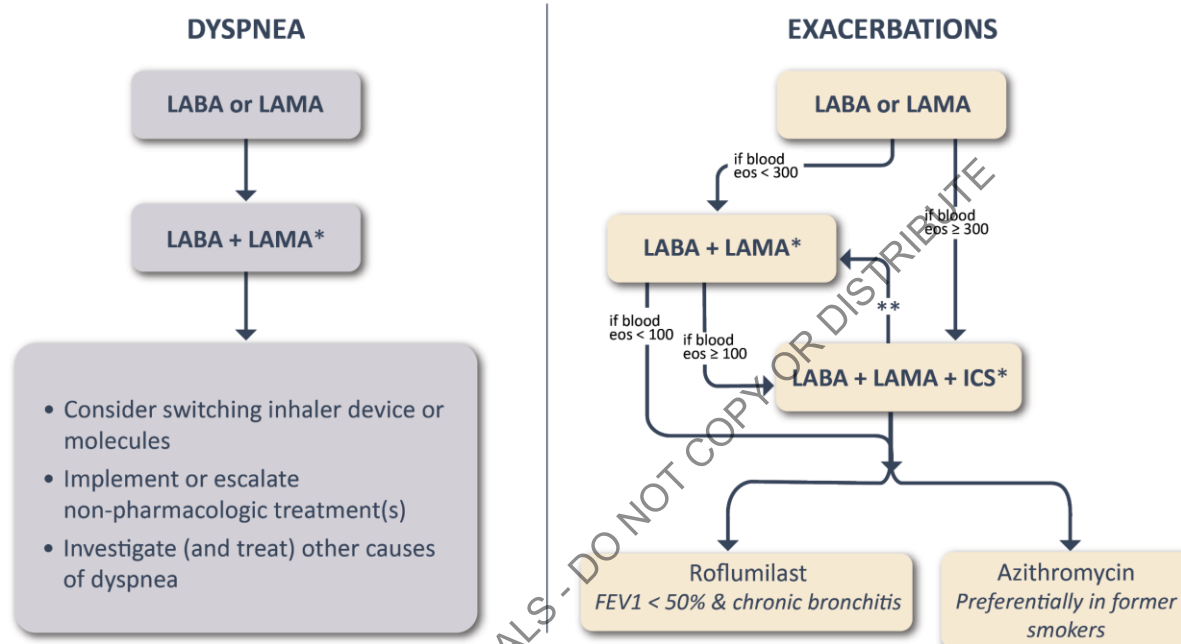 DYSPNEA
LABA or LAMA
LABA + LAMA*
• Consider switching inhaler device or
molecules
• Implement or escalate
non-pharmacologic treatment(s)
• Investigate (and treat) other causes
of dyspnea
EXACERBATIONS
LABA or LAMA
if blood
eos < 300
if blood
eos ≥ 300
LABA + LAMA*
**
if blood
eos < 100
if blood
eos ≥ 100
LABA + LAMA + ICS*
Roflumilast
FEV1 < 50% & chronic bronchitis
Azithromycin
Preferentially in former
smokers
ALS - DO NOT COPY OR DISTRIBUTE